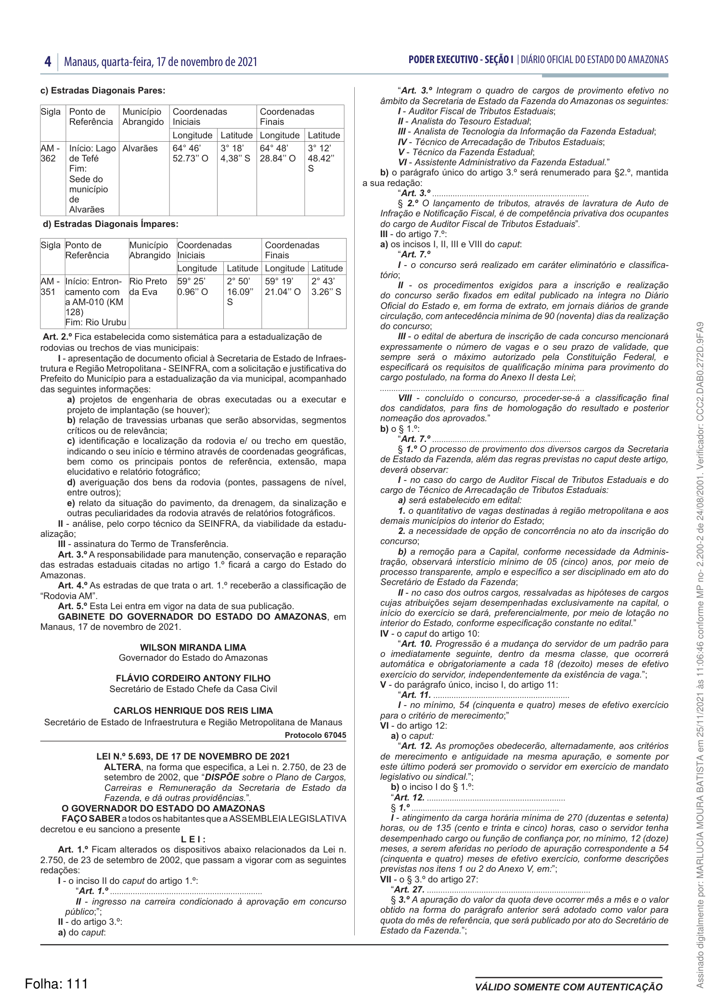 4 Manaus, quarta-feira, 17 de novembro de 2021
PODER EXECUTIVO - SEÇÃO I | DIÁRIO OFICIAL DO ESTADO DO AMAZONAS
c) Estradas Diagonais Pares:
Sigla Ponto de Município Coordenadas Coordenadas
Referência Abrangido Iniciais Finais
Longitude Latitude Longitude Latitude
AM - Início: Lago Alvarães 64° 46’ 3° 18’ 64° 48’ 3° 12’
362 de Tefé 52.73’’ O 4,38’’ S 28.84’’ O 48.42’’
Fim: S
Sede do
município
de
Alvarães
d) Estradas Diagonais Ímpares:
Sigla Ponto de Município Coordenadas Coordenadas
Referência Abrangido Iniciais Finais
Longitude Latitude Longitude Latitude
AM - Início: Entron- Rio Preto 59° 25’ 2° 50’ 59° 19’ 2° 43’
351 camento com da Eva 0.96’’ O 16.09’’ 21.04’’ O 3.26’’ S
a AM-010 (KM S
128)
Fim: Rio Urubu
Art. 2.º Fica estabelecida como sistemática para a estadualização de
rodovias ou trechos de vias municipais:
I - apresentação de documento oficial à Secretaria de Estado de Infraes-
trutura e Região Metropolitana - SEINFRA, com a solicitação e justificativa do
Prefeito do Município para a estadualização da via municipal, acompanhado
das seguintes informações:
a) projetos de engenharia de obras executadas ou a executar e
projeto de implantação (se houver);
b) relação de travessias urbanas que serão absorvidas, segmentos
críticos ou de relevância;
c) identificação e localização da rodovia e/ ou trecho em questão,
indicando o seu início e término através de coordenadas geográficas,
bem como os principais pontos de referência, extensão, mapa
elucidativo e relatório fotográfico;
d) averiguação dos bens da rodovia (pontes, passagens de nível,
entre outros);
e) relato da situação do pavimento, da drenagem, da sinalização e
outras peculiaridades da rodovia através de relatórios fotográficos.
II - análise, pelo corpo técnico da SEINFRA, da viabilidade da estadu-
alização;
III - assinatura do Termo de Transferência.
Art. 3.º A responsabilidade para manutenção, conservação e reparação
das estradas estaduais citadas no artigo 1.º ficará a cargo do Estado do
Amazonas.
Art. 4.º As estradas de que trata o art. 1.º receberão a classificação de
“Rodovia AM”.
Art. 5.º Esta Lei entra em vigor na data de sua publicação.
GABINETE DO GOVERNADOR DO ESTADO DO AMAZONAS, em
Manaus, 17 de novembro de 2021.
WILSON MIRANDA LIMA
Governador do Estado do Amazonas
FLÁVIO CORDEIRO ANTONY FILHO
Secretário de Estado Chefe da Casa Civil
CARLOS HENRIQUE DOS REIS LIMA
Secretário de Estado de Infraestrutura e Região Metropolitana de Manaus
Protocolo 67045
LEI N.º 5.693, DE 17 DE NOVEMBRO DE 2021
ALTERA, na forma que especifica, a Lei n. 2.750, de 23 de
setembro de 2002, que “DISPÕE sobre o Plano de Cargos,
Carreiras e Remuneração da Secretaria de Estado da
Fazenda, e dá outras providências.”.
O GOVERNADOR DO ESTADO DO AMAZONAS
FAÇO SABER a todos os habitantes que a ASSEMBLEIA LEGISLATIVA
decretou e eu sanciono a presente
L E I :
Art. 1.º Ficam alterados os dispositivos abaixo relacionados da Lei n.
2.750, de 23 de setembro de 2002, que passam a vigorar com as seguintes
redações:
I - o inciso II do caput do artigo 1.º:
“Art. 1.º ...................................................................
II - ingresso na carreira condicionado à aprovação em concurso
público;”;
II - do artigo 3.º:
a) do caput:
“Art. 3.º Integram o quadro de cargos de provimento efetivo no
âmbito da Secretaria de Estado da Fazenda do Amazonas os seguintes:
I - Auditor Fiscal de Tributos Estaduais;
II - Analista do Tesouro Estadual;
III - Analista de Tecnologia da Informação da Fazenda Estadual;
IV - Técnico de Arrecadação de Tributos Estaduais;
V - Técnico da Fazenda Estadual;
VI - Assistente Administrativo da Fazenda Estadual.”
b) o parágrafo único do artigo 3.º será renumerado para §2.º, mantida
a sua redação:
“Art. 3.º .....................................................................
§ 2.º O lançamento de tributos, através de lavratura de Auto de
Infração e Notificação Fiscal, é de competência privativa dos ocupantes
do cargo de Auditor Fiscal de Tributos Estaduais”.
III - do artigo 7.º:
a) os incisos I, II, III e VIII do caput:
“Art. 7.º
I - o concurso será realizado em caráter eliminatório e classifica-
tório;
II - os procedimentos exigidos para a inscrição e realização
do concurso serão fixados em edital publicado na íntegra no Diário
Oficial do Estado e, em forma de extrato, em jornais diários de grande
circulação, com antecedência mínima de 90 (noventa) dias da realização
do concurso;
III - o edital de abertura de inscrição de cada concurso mencionará
expressamente o número de vagas e o seu prazo de validade, que
sempre será o máximo autorizado pela Constituição Federal, e
especificará os requisitos de qualificação mínima para provimento do
cargo postulado, na forma do Anexo II desta Lei;
..........................................................................................
VIII - concluído o concurso, proceder-se-á a classificação final
dos candidatos, para fins de homologação do resultado e posterior
nomeação dos aprovados.”
b) o § 1.º:
“Art. 7.º .............................................................
§ 1.º O processo de provimento dos diversos cargos da Secretaria
de Estado da Fazenda, além das regras previstas no caput deste artigo,
deverá observar:
I - no caso do cargo de Auditor Fiscal de Tributos Estaduais e do
cargo de Técnico de Arrecadação de Tributos Estaduais:
a) será estabelecido em edital:
1. o quantitativo de vagas destinadas à região metropolitana e aos
demais municípios do interior do Estado;
2. a necessidade de opção de concorrência no ato da inscrição do
concurso;
b) a remoção para a Capital, conforme necessidade da Adminis-
tração, observará interstício mínimo de 05 (cinco) anos, por meio de
processo transparente, amplo e específico a ser disciplinado em ato do
Secretário de Estado da Fazenda;
II - no caso dos outros cargos, ressalvadas as hipóteses de cargos
cujas atribuições sejam desempenhadas exclusivamente na capital, o
início do exercício se dará, preferencialmente, por meio de lotação no
interior do Estado, conforme especificação constante no edital.”
IV - o caput do artigo 10:
“Art. 10. Progressão é a mudança do servidor de um padrão para
o imediatamente seguinte, dentro da mesma classe, que ocorrerá
automática e obrigatoriamente a cada 18 (dezoito) meses de efetivo
exercício do servidor, independentemente da existência de vaga.”;
V - do parágrafo único, inciso I, do artigo 11:
“Art. 11. ............................................................
I - no mínimo, 54 (cinquenta e quatro) meses de efetivo exercício
para o critério de merecimento;”
VI - do artigo 12:
a) o caput:
“Art. 12. As promoções obedecerão, alternadamente, aos critérios
de merecimento e antiguidade na mesma apuração, e somente por
este último poderá ser promovido o servidor em exercício de mandato
legislativo ou sindical.”;
b) o inciso I do § 1.º:
“Art. 12. .............................................................
§ 1.º .................................................................
I - atingimento da carga horária mínima de 270 (duzentas e setenta)
horas, ou de 135 (cento e trinta e cinco) horas, caso o servidor tenha
desempenhado cargo ou função de confiança por, no mínimo, 12 (doze)
meses, a serem aferidas no período de apuração correspondente a 54
(cinquenta e quatro) meses de efetivo exercício, conforme descrições
previstas nos itens 1 ou 2 do Anexo V, em:”;
VII - o § 3.º do artigo 27:
“Art. 27. ........................................................................
§ 3.º A apuração do valor da quota deve ocorrer mês a mês e o valor
obtido na forma do parágrafo anterior será adotado como valor para
quota do mês de referência, que será publicado por ato do Secretário de
Estado da Fazenda.”;
Folha: 111
VÁLIDO SOMENTE COM AUTENTICAÇÃO
Assinado digitalmente por: MARLUCIA MOURA BATISTA em 25/11/2021 às 11:06:46 conforme MP no- 2.200-2 de 24/08/2001. Verificador: CCC2.DAB0.272D.9FA9